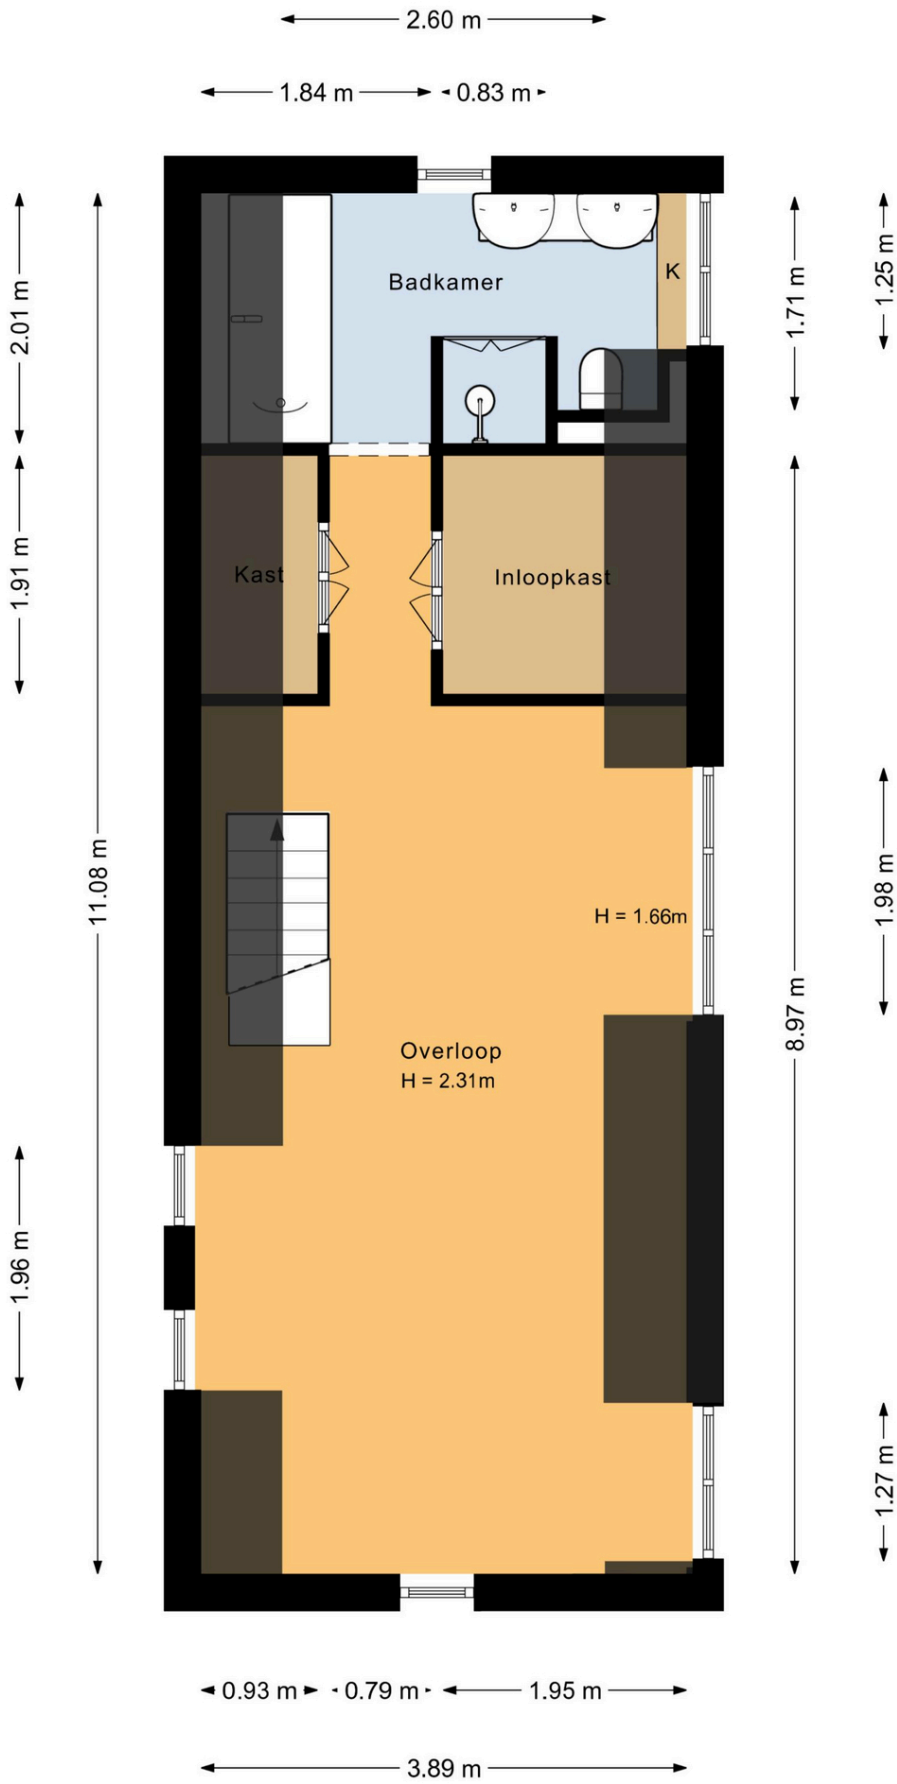 2.60 m
1.84 m
0.83 m
2.01 m
1.71 m
1.25 m
Badkamer
K
1.91 m
Kast
Inloopkast
11.08 m
8.97 m
1.98 m
H = 1.66m
Overloop
H = 2.31m
1.96 m
1.27 m
0.93 m
0.79 m
1.95 m
3.89 m